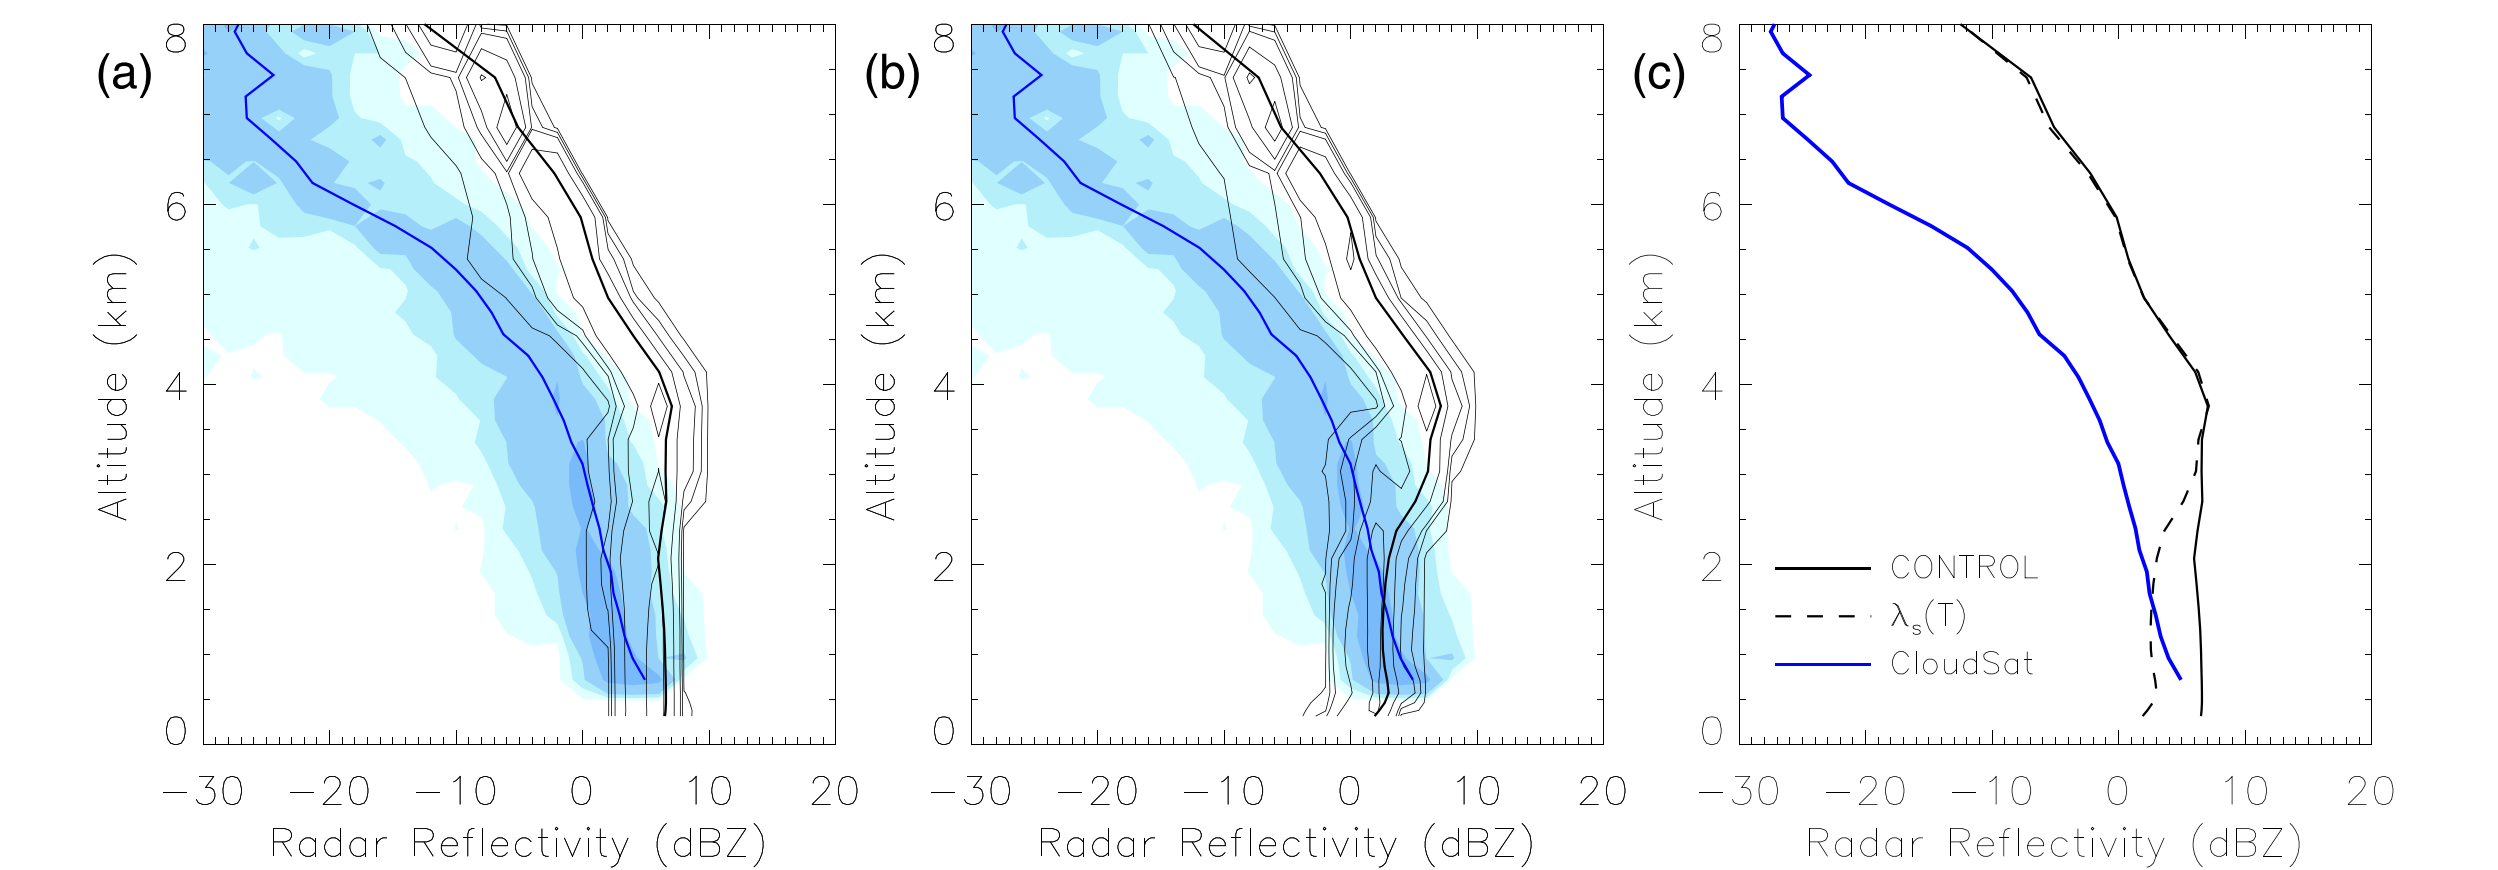 (a)
8
6
4
2
0
Altitude (km)
-30 -20 -10 0 10 20
Radar Reflectivity (dBZ)
(b)
8
6
4
2
0
Altitude (km)
-30 -20 -10 0 10 20
Radar Reflectivity (dBZ)
(c)
8
6
4
2
0
Altitude (km)
CONTROL
λs(T)
CloudSat
-30 -20 -10 0 10 20
Radar Reflectivity (dBZ)